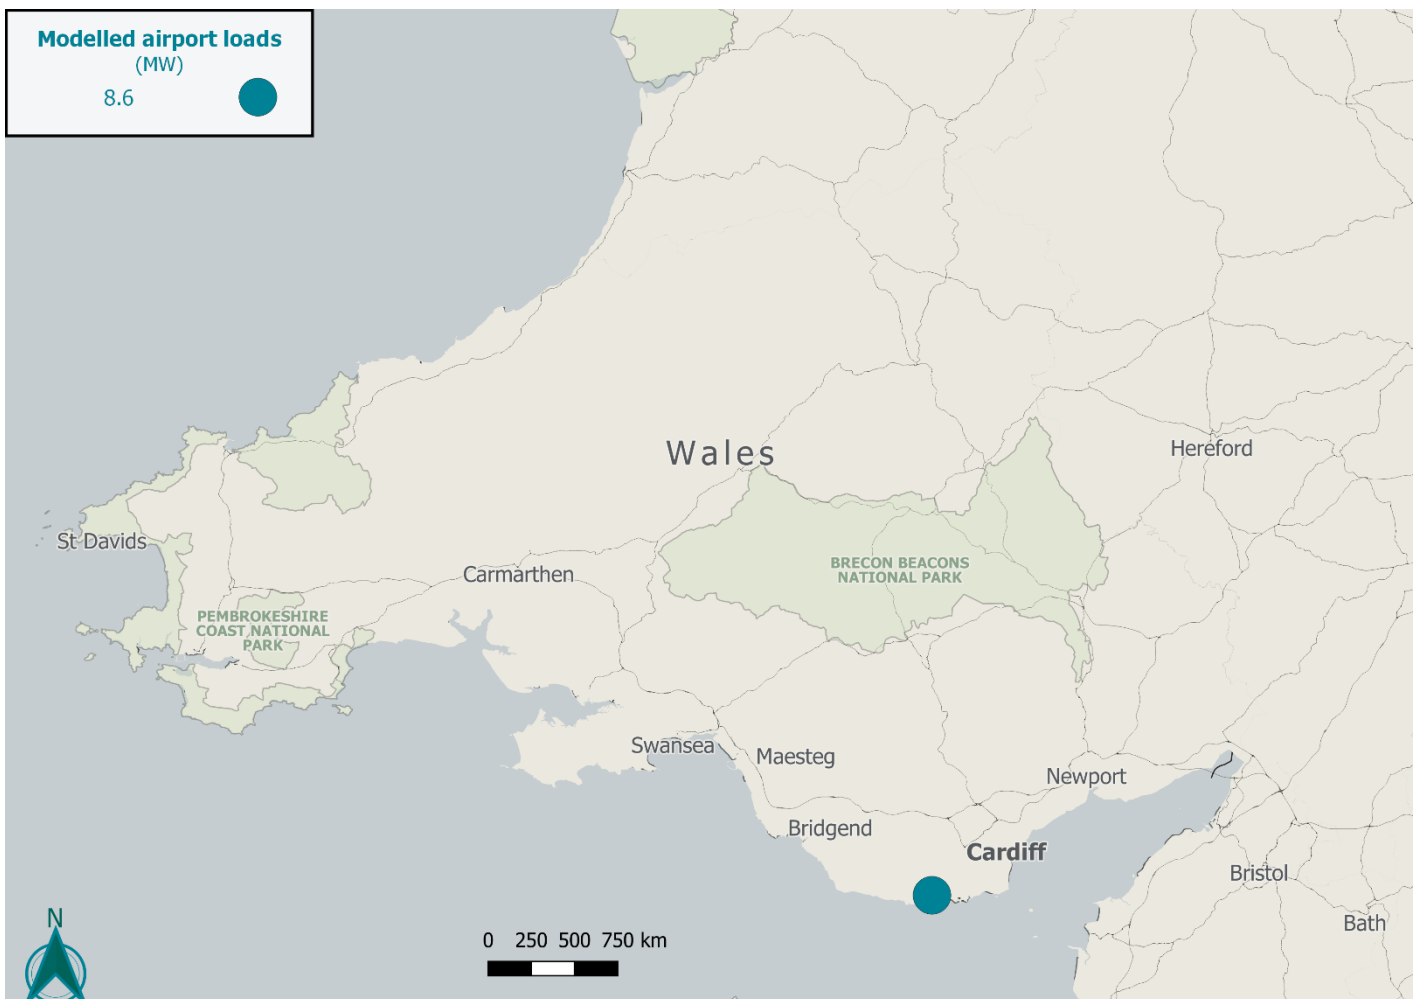 Modelled airport loads
(MW)
8.6
Wales
Hereford
St Davids
BRECON BEACONS
NATIONAL PARK
Carmarthen
PEMBROKESHIRE
COAST NATIONAL
PARK
Swansea
Maesteg
Newport
Bridgend
Cardiff
Bristol
Bath
N
0 250 500 750 km